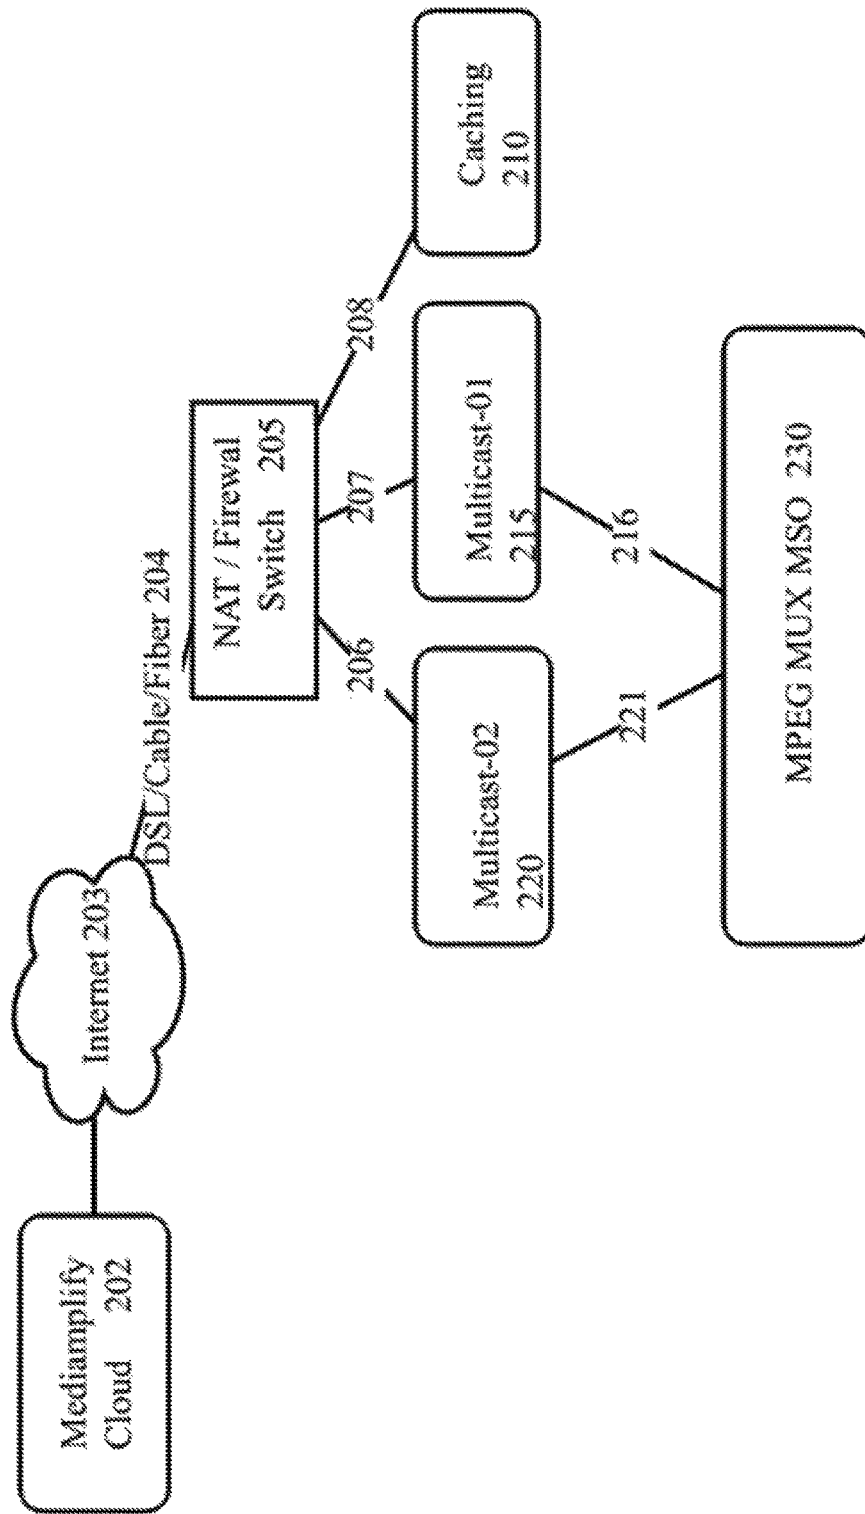 Mediamplify
Cloud 202
Internet 203
DSL/Cable/Fiber 204
NAT / Firewal
Switch 205
206
207
208
Multicast-02
220
Multicast-01
215
Caching
210
221
216
MPEG MUX MSO 230